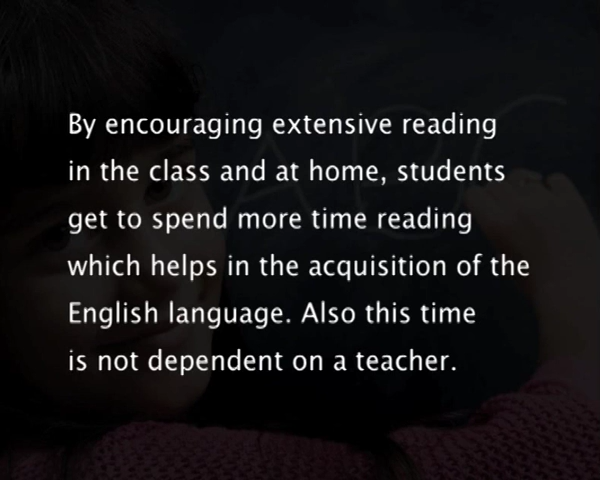 By encouraging extensive reading
in the class and at home, students
get to spend more time reading
which helps in the acquisition of the
English language. Also this time
is not dependent on a teacher.
ABC